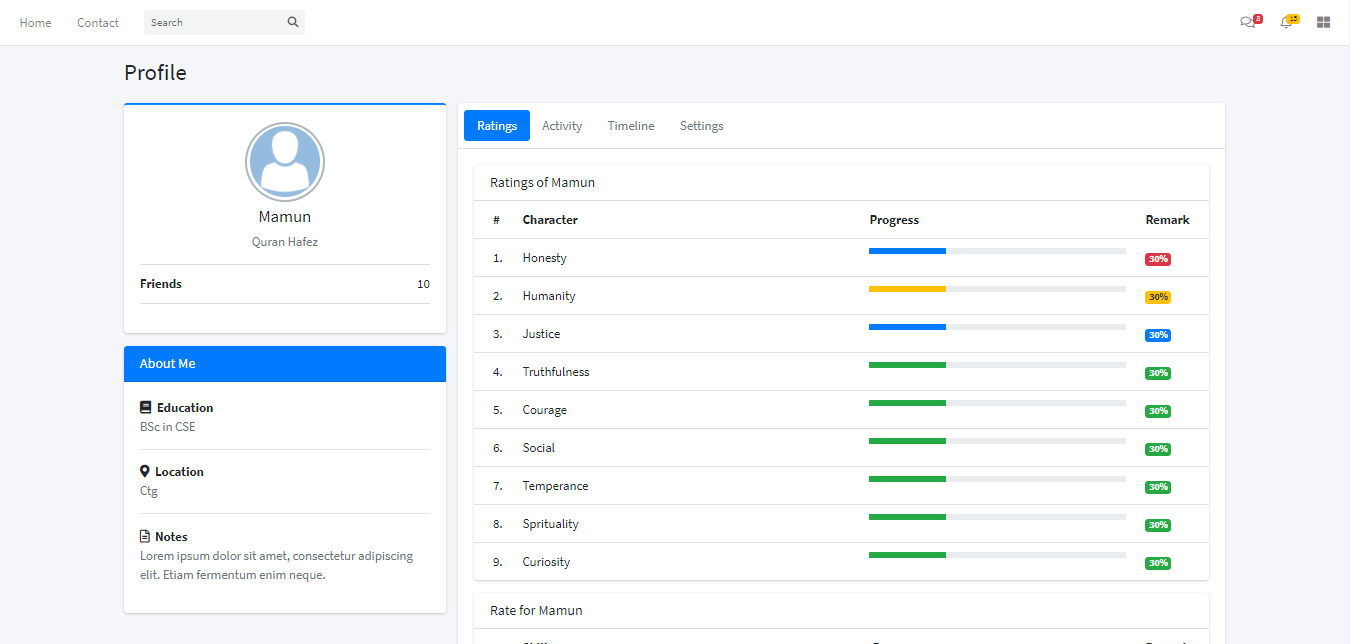 Home Contact Search 3 15
Profile
Mamun
Quran Hafez
Friends 10
About Me
Education
BSc in CSE
Location
Ctg
Notes
Lorem ipsum dolor sit amet, consectetur adipiscing
elit. Etiam fermentum enim neque.
Ratings Activity Timeline Settings
Ratings of Mamun
# Character Progress Remark
1. Honesty 30%
2. Humanity 30%
3. Justice 30%
4. Truthfulness 30%
5. Courage 30%
6. Social 30%
7. Temperance 30%
8. Sprituality 30%
9. Curiosity 30%
Rate for Mamun